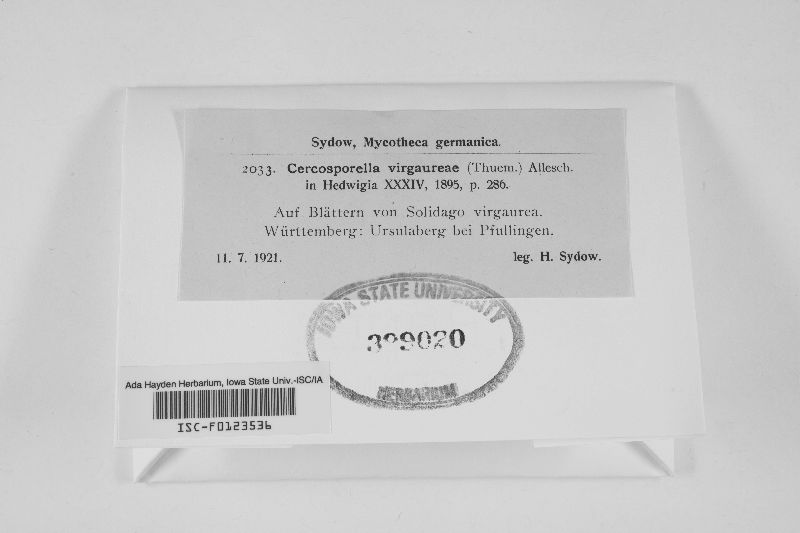 Sydow, Mycotheca germanica.
2033. Cercosporella virgaureae (Thuem.) Allesch.
in Hedwigia XXXIV, 1895, p. 286.
Auf Blättern von Solidago virgaurea.
Württemberg: Ursulaberg bei Pfullingen.
11. 7. 1921. leg. H. Sydow.
IOWA STATE UNIVERSITY
389020
HERBARIUM
Ada Hayden Herbarium, Iowa State Univ.-ISC/IA
ISC-F0123536